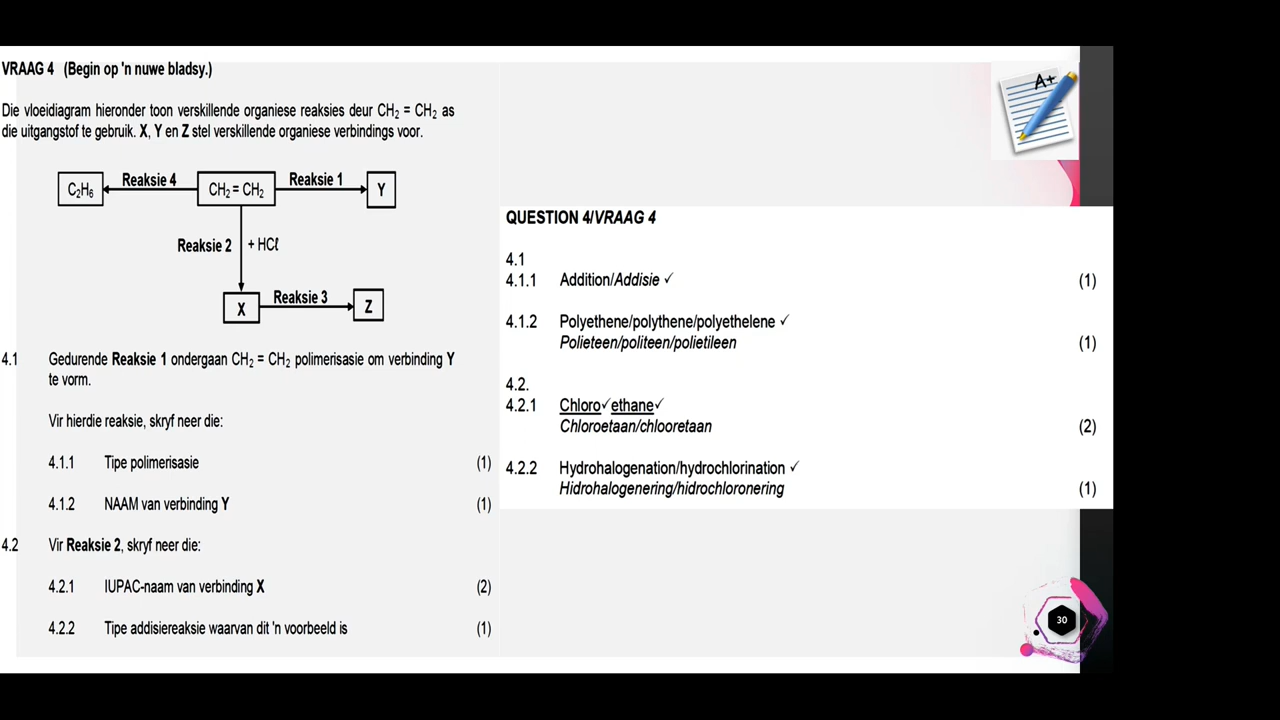 VRAAG 4 (Begin op 'n nuwe bladsy.)
Die vloeidiagram hieronder toon verskillende organiese reaksies deur CH₂ = CH₂ as
die uitgangstof te gebruik. X, Y en Z stel verskillende organiese verbindings voor.
C₂H₆
Reaksie 4
CH₂ = CH₂
Reaksie 1
Y
Reaksie 2
+ HCℓ
X
Reaksie 3
Z
4.1 Gedurende Reaksie 1 ondergaan CH₂ = CH₂ polimerisasie om verbinding Y
te vorm.
Vir hierdie reaksie, skryf neer die:
4.1.1 Tipe polimerisasie (1)
4.1.2 NAAM van verbinding Y (1)
4.2 Vir Reaksie 2, skryf neer die:
4.2.1 IUPAC-naam van verbinding X (2)
4.2.2 Tipe addisiereaksie waarvan dit 'n voorbeeld is (1)
A+
QUESTION 4/VRAAG 4
4.1
4.1.1 Addition/Addisie ✓ (1)
4.1.2 Polyethene/polythene/polyethelene ✓
Polieteen/politeen/polietileen (1)
4.2.
4.2.1 Chloro✓ethane✓
Chloroetaan/chlooretaan (2)
4.2.2 Hydrohalogenation/hydrochlorination ✓
Hidrohalogenering/hidrochloronering (1)
30